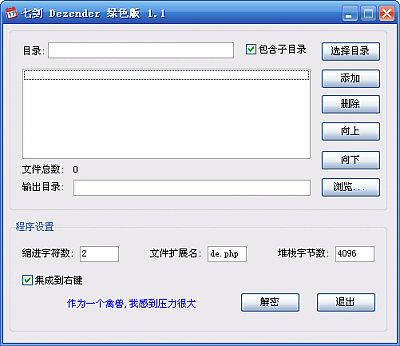 七剑 Dezender 绿色版 1.1
目录: 包含子目录 选择目录
添加
删除
向上
向下
文件总数: 0
输出目录: 浏览...
程序设置
缩进字符数: 2 文件扩展名: de.php 堆栈字节数: 4096
集成到右键
作为一个禽兽,我感到压力很大 解密 退出